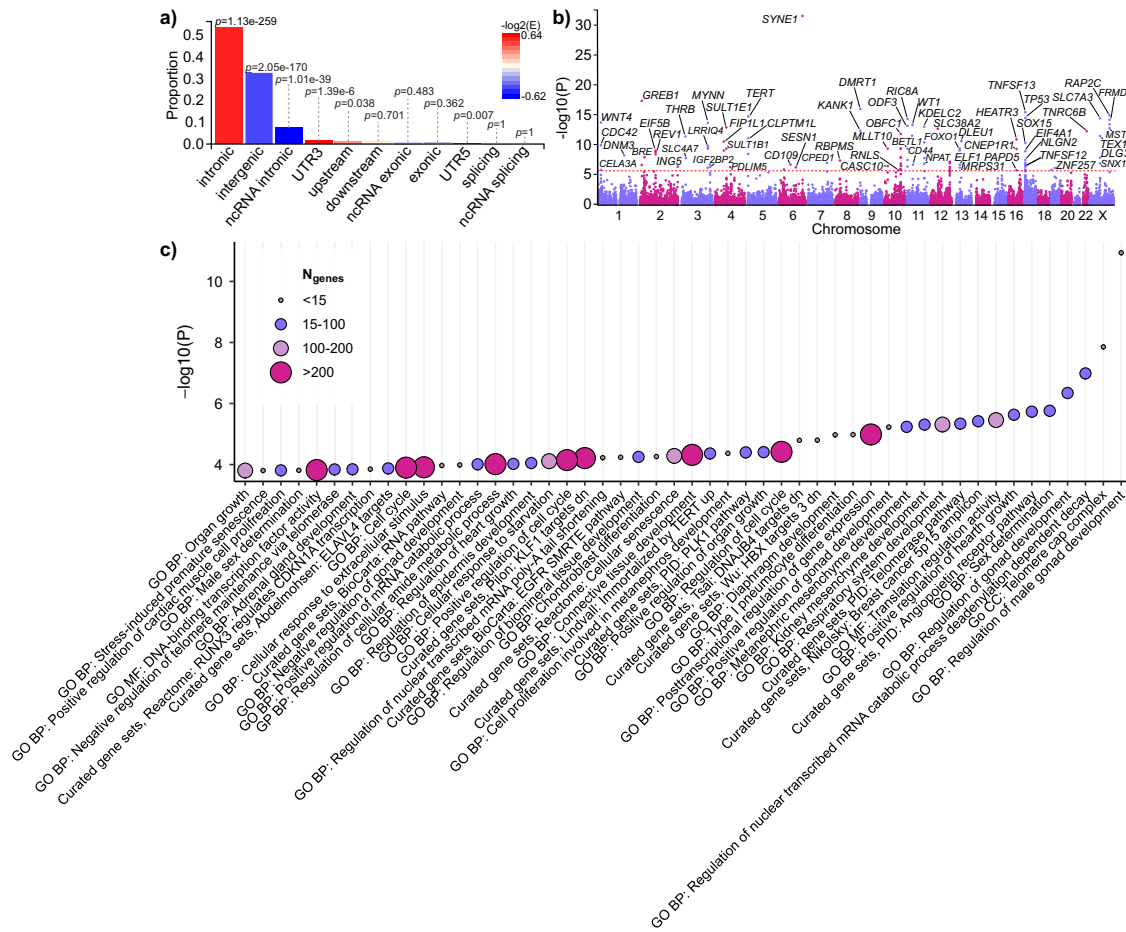 a)
Proportion
0.5
0.4
0.3
0.2
0.1
0.0
p=1.13e-259
p=2.05e-170
p=1.01e-39
p=1.39e-6
p=0.038
p=0.701
p=0.483
p=0.362
p=0.007
p=1
p=1
-log2(E)
0.64
-0.62
intronic
intergenic
ncRNA intronic
UTR3
upstream
downstream
ncRNA exonic
exonic
UTR5
splicing
ncRNA splicing
b)
-log10(P)
30
25
20
15
10
5
0
SYNE1
GREB1
WNT4
CDC42
DNM3
CELA3A
BRE
EIF5B
REV1
SLC4A7
ING5
THRB
MYNN
LRRIQ4
IGF2BP2
SULT1E1
TERT
FIP1L1
CLPTM1L
SULT1B1
PDLIM5
SESN1
CD109
CPED1
RBPMS
DMRT1
KANK1
ODF3
RIC8A
OBFC1
WT1
KDELC2
SLC38A2
MLLT10
BETL1
RNLS
CASC10
CD44
NPAT
FOXO1
DLEU1
ELF1
MRPS31
CNEP1R1
PAPD5
HEATR3
TNFSF13
TP53
SOX15
EIF4A1
NLGN2
TNFSF12
ZNF257
TNRC6B
SLC7A3
RAP2C
FRMD
MST
TEX1
DLG3
SNX1
1
2
3
4
5
6
7
8
9
10
11
12
13
14
15
16
18
20
22
X
Chromosome
c)
−log10(P)
10
8
6
4
Ngenes
<15
15-100
100-200
>200
GO BP: Organ growth
GO BP: Stress-induced premature senescence
GO BP: Positive regulation of cardiac muscle cell prolifreation
GO BP: Male sex determination
GO MF: DNA-binding transcription factor activity
GO BP: Negative regulation of telomere maintenance via telomerase
GO BP: Adrenal gland development
Curated gene sets, Reactome: RUNX3 regulates CDKN1A transcription
Curated gene sets, Abdelmohsen: ELAVL4 targets
GO BP: Cell cycle
GO BP: Cellular response to extracellular stimulus
Curated gene sets, Biocarta: RNA pathway
GO BP: Negative regulation of gonad development
GO BP: Positive regulation of mRNA catabolic process
GO BP: RNA catabolic process
GP BP: Regulation of cellular amide metabolic process
GO BP: Regulation of heart growth
GO BP: Regulation of epidermis development
GO BP: Cellular response to starvation
GO BP: Positive regulation of cell cycle
Curated gene sets, Pilon: KLF1 targets dn
GO BP: Regulation of nuclear transcribed mRNA poly-A tail shortening
Curated gene sets, BioCarta: EGFR SMRTE pathway
GO BP: Regulation of biomineral tissue development
GO BP: Chondroblast differentiation
Curated gene sets, Reactome: Cellular senescence
GO BP: Connective tissue development
Curated gene sets, Lindvall: Immortalized by TERT up
GO BP: Cell proliferation involved in metanephros development
Curated gene sets, PID: PLK1 pathway
GO BP: Positive regulation of organ growth
GO BP: Regulation of cell cycle
Curated gene sets, Tsai: DNAJB4 targets dn
Curated gene sets, Wu: HBX targets 3 dn
GO BP: Diaphragm development
GO BP: Type I pneumocyte differentiation
GO BP: Posttranscriptional regulation of gene expression
GO BP: Positive regulation of gonad development
GO BP: Metanephric mesenchyme development
GO BP: Kidney mesenchyme development
GO BP: Respiratory system development
Curated gene sets, PID: Telomerase pathway
Curated gene sets, Nikolsky: breast cancer 5p15 amplicon
GO MF: Translation regulation activity
GO BP: Positive regulation of heart growth
Curated gene sets, PID: Angiopoietin receptor pathway
GO BP: Sex determination
GO BP: Regulation of gonad development
GO BP: Regulation of nuclear transcribed mRNA catabolic process deadenylation dependent decay
CC: Telomere cap complex
GO BP: Regulation of male gonad development